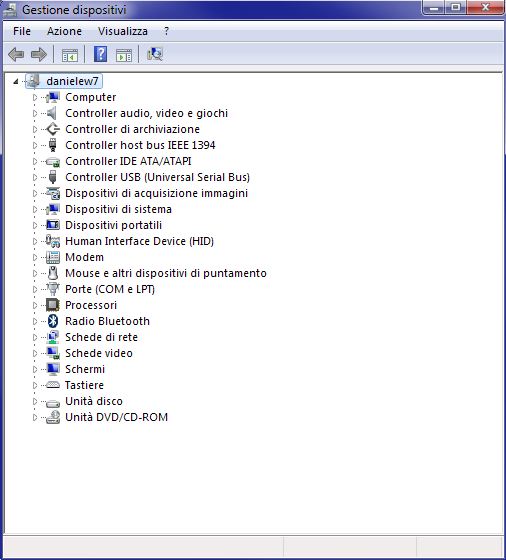 Gestione dispositivi
File Azione Visualizza ?
danielew7
Computer
Controller audio, video e giochi
Controller di archiviazione
Controller host bus IEEE 1394
Controller IDE ATA/ATAPI
Controller USB (Universal Serial Bus)
Dispositivi di acquisizione immagini
Dispositivi di sistema
Dispositivi portatili
Human Interface Device (HID)
Modem
Mouse e altri dispositivi di puntamento
Porte (COM e LPT)
Processori
Radio Bluetooth
Schede di rete
Schede video
Schermi
Tastiere
Unità disco
Unità DVD/CD-ROM